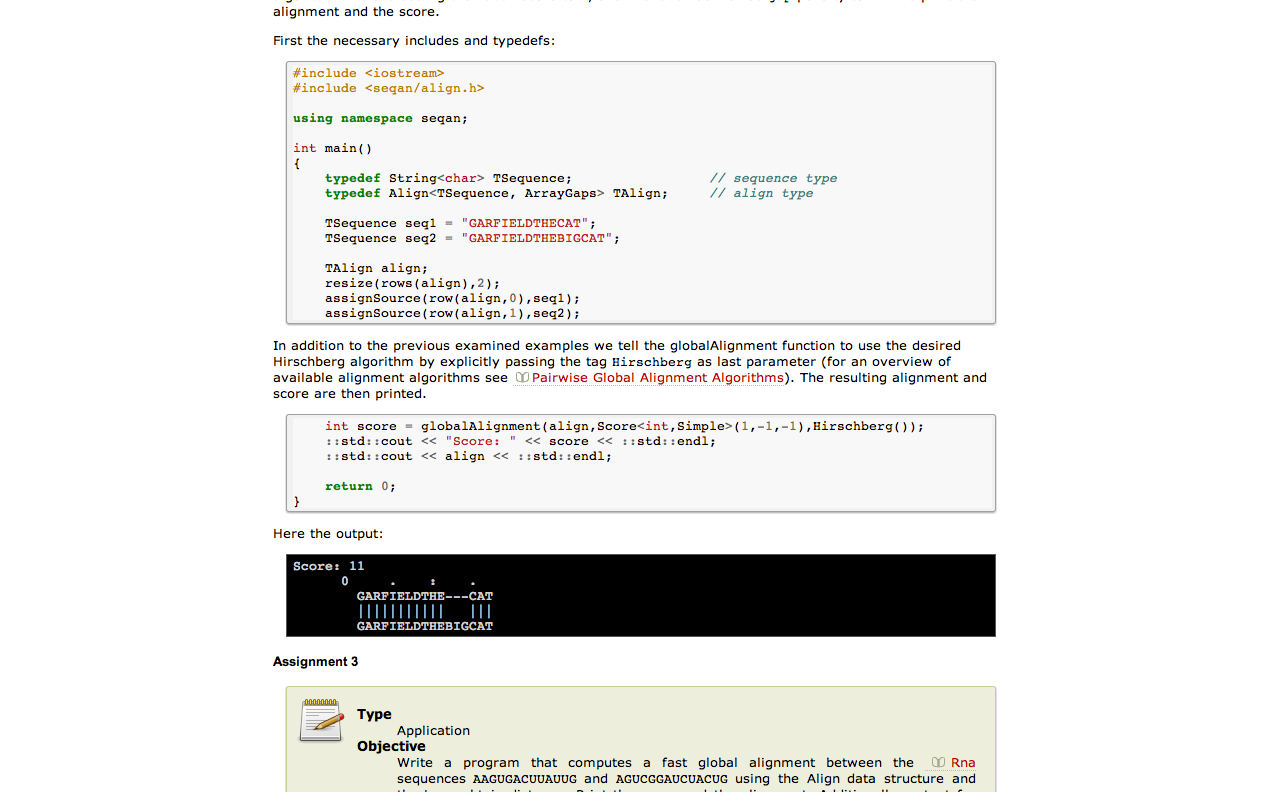 alignment and the score.
First the necessary includes and typedefs:
#include <iostream>
#include <seqan/align.h>
using namespace seqan;
int main()
{
typedef String<char> TSequence; // sequence type
typedef Align<TSequence, ArrayGaps> TAlign; // align type
TSequence seq1 = "GARFIELDTHECAT";
TSequence seq2 = "GARFIELDTHEBIGCAT";
TAlign align;
resize(rows(align),2);
assignSource(row(align,0),seq1);
assignSource(row(align,1),seq2);
In addition to the previous examined examples we tell the globalAlignment function to use the desired
Hirschberg algorithm by explicitly passing the tag Hirschberg as last parameter (for an overview of
available alignment algorithms see Pairwise Global Alignment Algorithms). The resulting alignment and
score are then printed.
int score = globalAlignment(align,Score<int,Simple>(1,-1,-1),Hirschberg());
::std::cout << "Score: " << score << ::std::endl;
::std::cout << align << ::std::endl;
return 0;
}
Here the output:
Score: 11
0 . : .
GARFIELDTHE---CAT
||||||||||| |||
GARFIELDTHEBIGCAT
Assignment 3
Type
Application
Objective
Write a program that computes a fast global alignment between the Rna
sequences AAGUGACUUAUUG and AGUCGGAUCUACUG using the Align data structure and